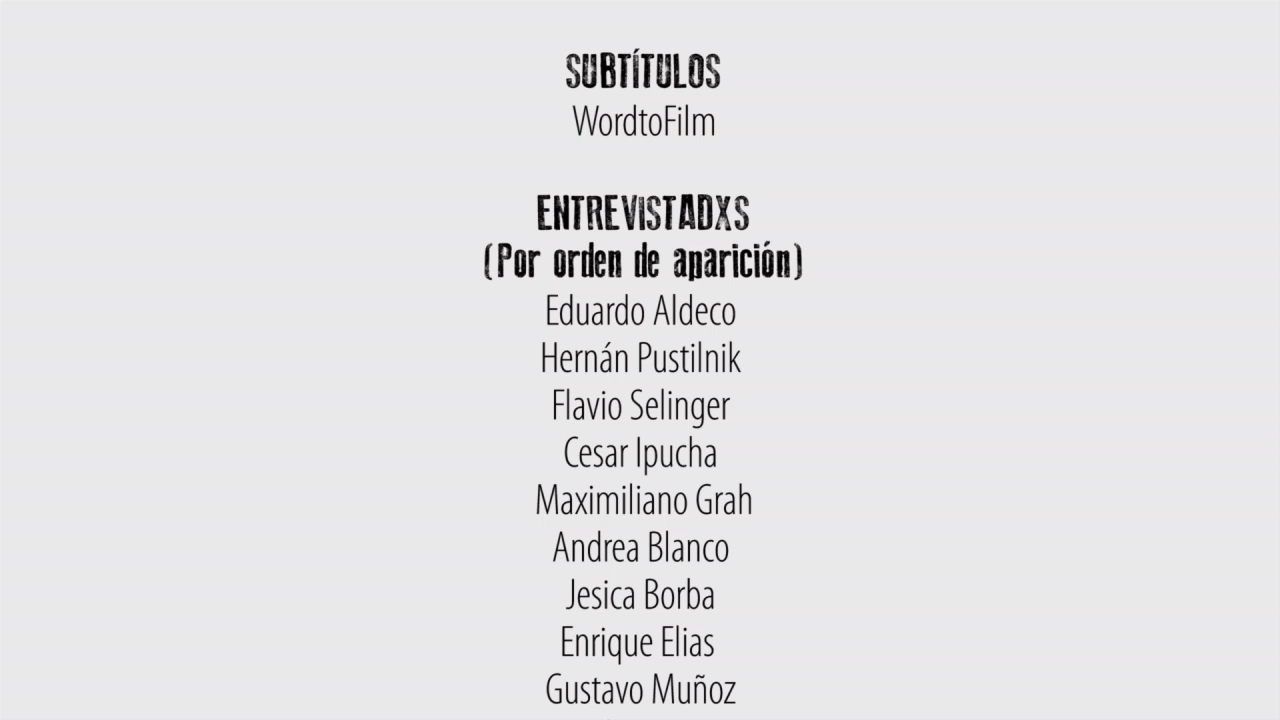 SUBTÍTULOS
WordtoFilm
ENTREVISTADXS
(Por orden de aparición)
Eduardo Aldeco
Hernán Pustilnik
Flavio Selinger
Cesar Ipucha
Maximiliano Grah
Andrea Blanco
Jesica Borba
Enrique Elias
Gustavo Muñoz